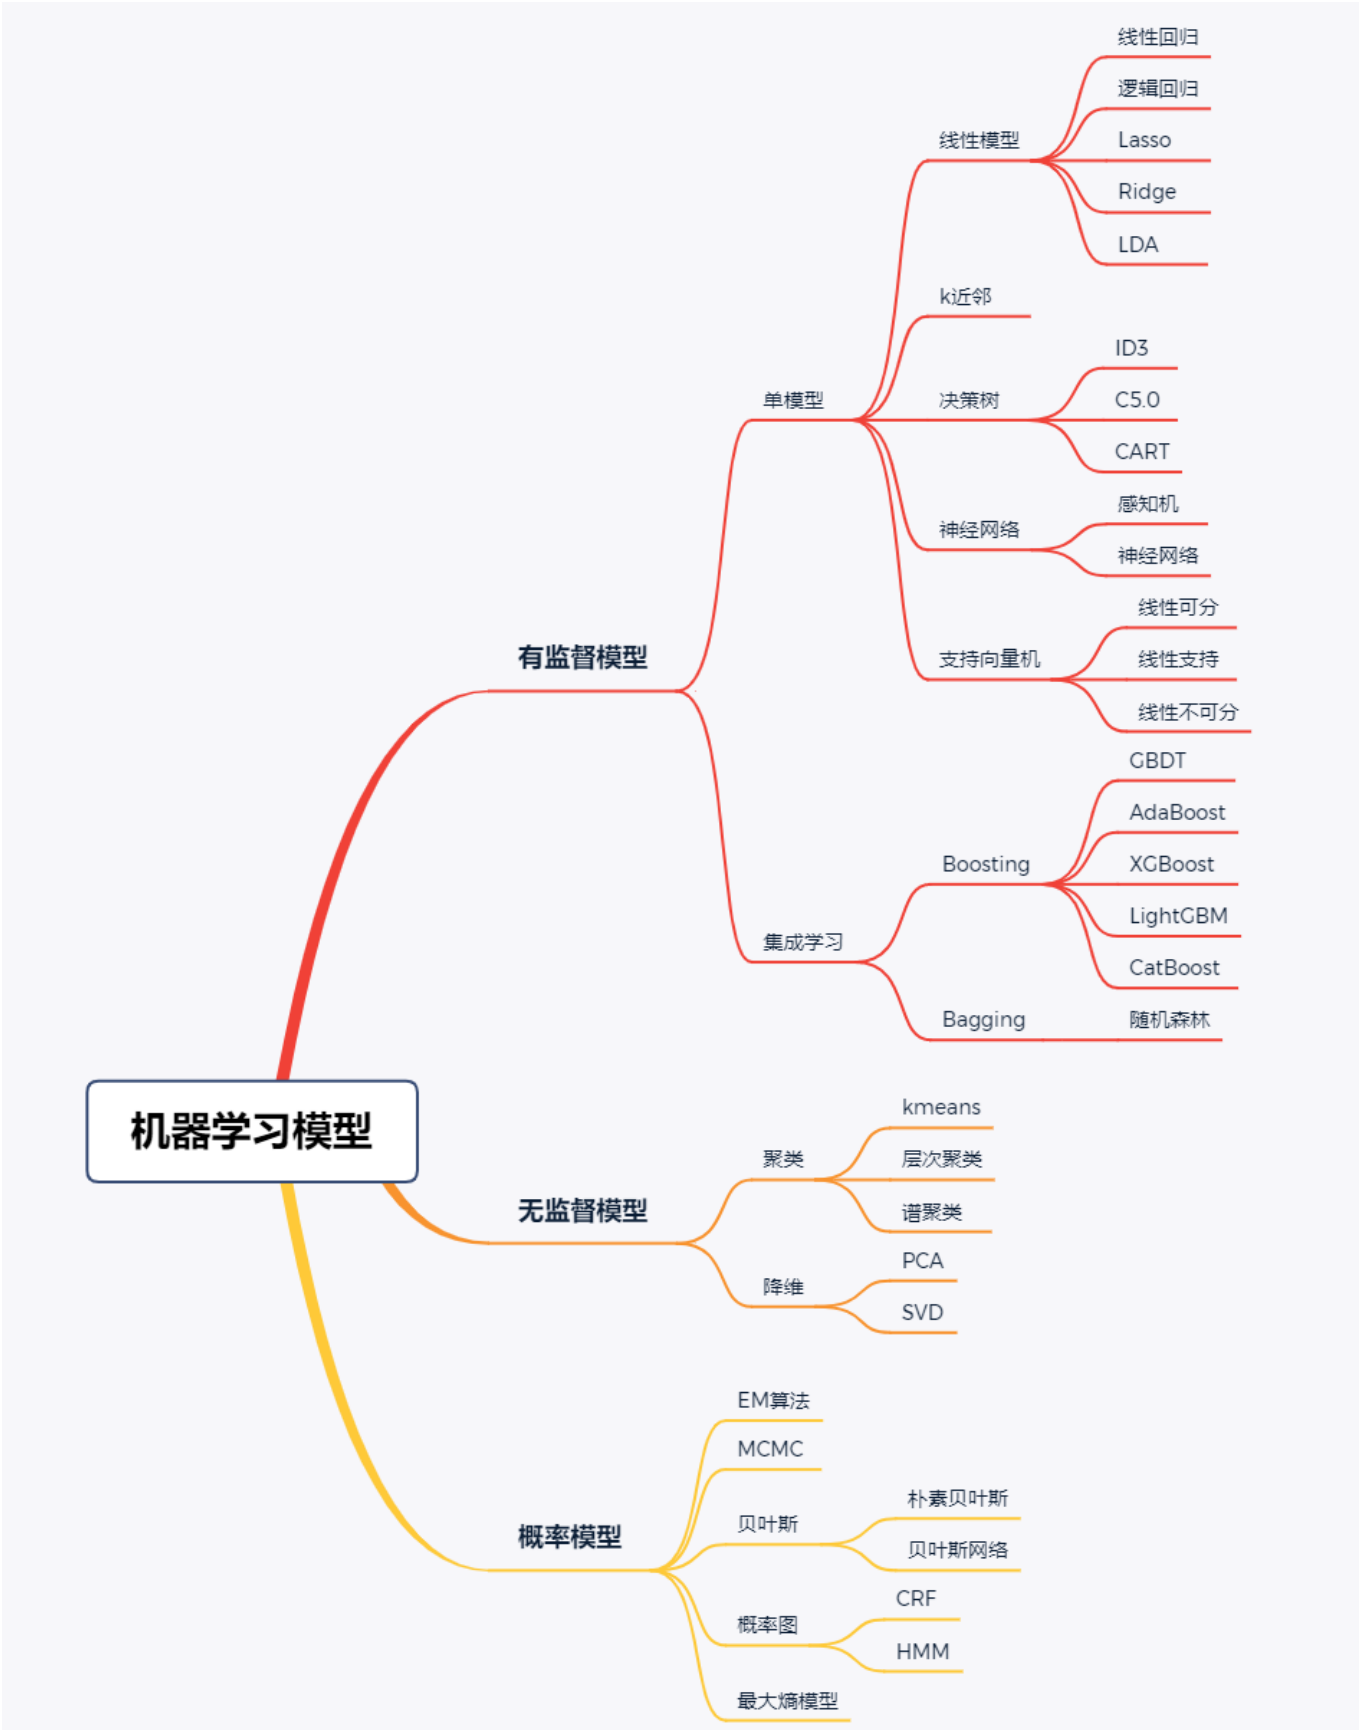 机器学习模型
有监督模型
单模型
线性模型
线性回归
逻辑回归
Lasso
Ridge
LDA
k近邻
决策树
ID3
C5.0
CART
神经网络
感知机
神经网络
支持向量机
线性可分
线性支持
线性不可分
集成学习
Boosting
GBDT
AdaBoost
XGBoost
LightGBM
CatBoost
Bagging
随机森林
无监督模型
聚类
kmeans
层次聚类
谱聚类
降维
PCA
SVD
概率模型
EM算法
MCMC
贝叶斯
朴素贝叶斯
贝叶斯网络
概率图
CRF
HMM
最大熵模型